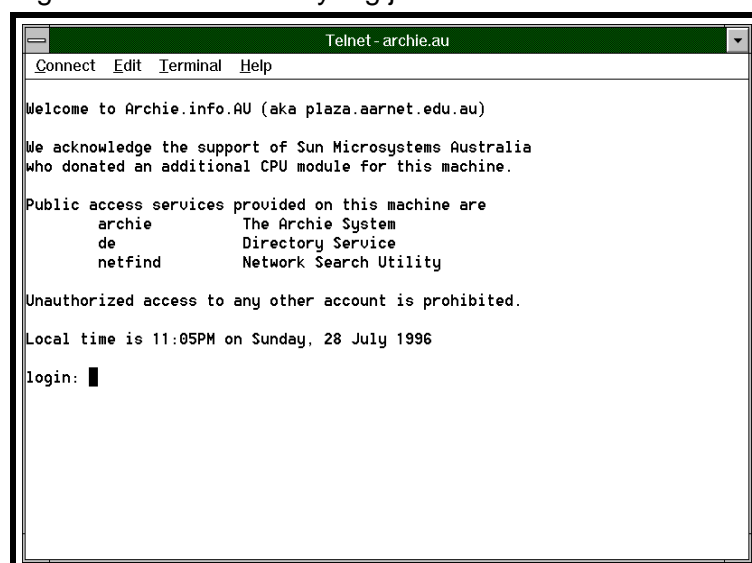 Telnet - archie.au
Connect Edit Terminal Help
Welcome to Archie.info.AU (aka plaza.aarnet.edu.au)
We acknowledge the support of Sun Microsystems Australia
who donated an additional CPU module for this machine.
Public access services provided on this machine are
archie The Archie System
de Directory Service
netfind Network Search Utility
Unauthorized access to any other account is prohibited.
Local time is 11:05PM on Sunday, 28 July 1996
login: